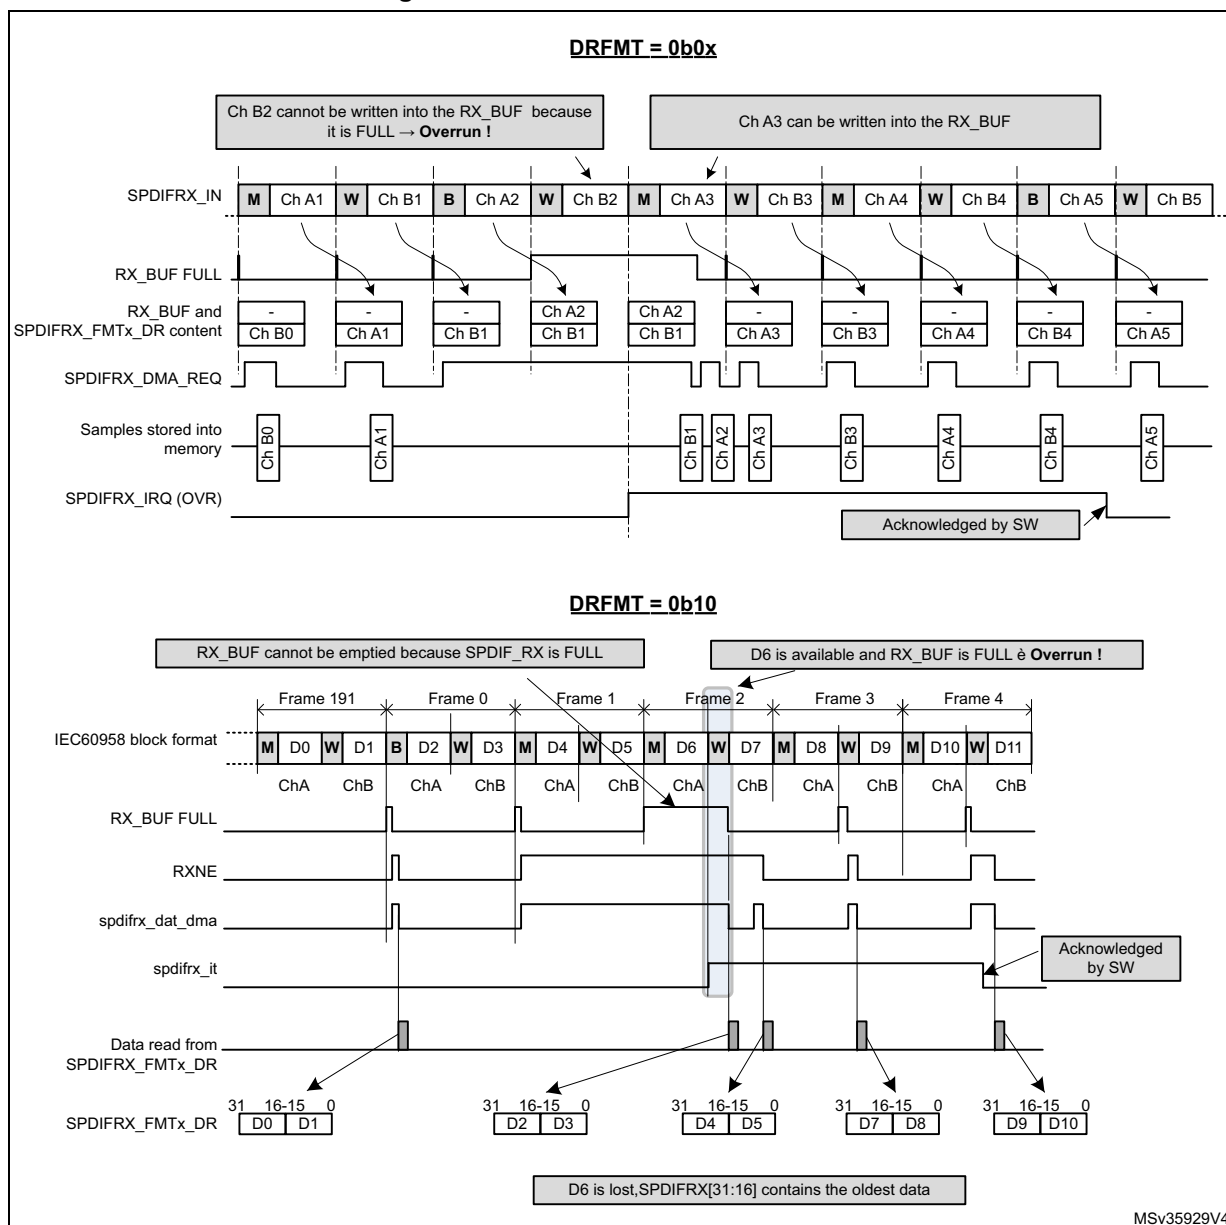 DRFMT = 0b0x
Ch B2 cannot be written into the RX_BUF because
it is FULL → Overrun !
Ch A3 can be written into the RX_BUF
SPDIFRX_IN
M Ch A1 W Ch B1 B Ch A2 W Ch B2 M Ch A3 W Ch B3 M Ch A4 W Ch B4 B Ch A5 W Ch B5
RX_BUF FULL
RX_BUF and
SPDIFRX_FMTx_DR content
- - - Ch A2 Ch A2 - - - - -
Ch B0 Ch A1 Ch B1 Ch B1 Ch B1 Ch A3 Ch B3 Ch A4 Ch B4 Ch A5
SPDIFRX_DMA_REQ
Samples stored into
memory
Ch B0 Ch A1 Ch B1 Ch A2 Ch A3 Ch B3 Ch A4 Ch B4 Ch A5
SPDIFRX_IRQ (OVR)
Acknowledged by SW
DRFMT = 0b10
RX_BUF cannot be emptied because SPDIF_RX is FULL
D6 is available and RX_BUF is FULL è Overrun !
Frame 191 Frame 0 Frame 1 Frame 2 Frame 3 Frame 4
IEC60958 block format
M D0 W D1 B D2 W D3 M D4 W D5 M D6 W D7 M D8 W D9 M D10 W D11
ChA ChB ChA ChB ChA ChB ChA ChB ChA ChB ChA ChB
RX_BUF FULL
RXNE
spdifrx_dat_dma
spdifrx_it
Acknowledged
by SW
Data read from
SPDIFRX_FMTx_DR
31 16-15 0 31 16-15 0 31 16-15 0 31 16-15 0 31 16-15 0
SPDIFRX_FMTx_DR
D0 D1 D2 D3 D4 D5 D7 D8 D9 D10
D6 is lost,SPDIFRX[31:16] contains the oldest data
MSv35929V4